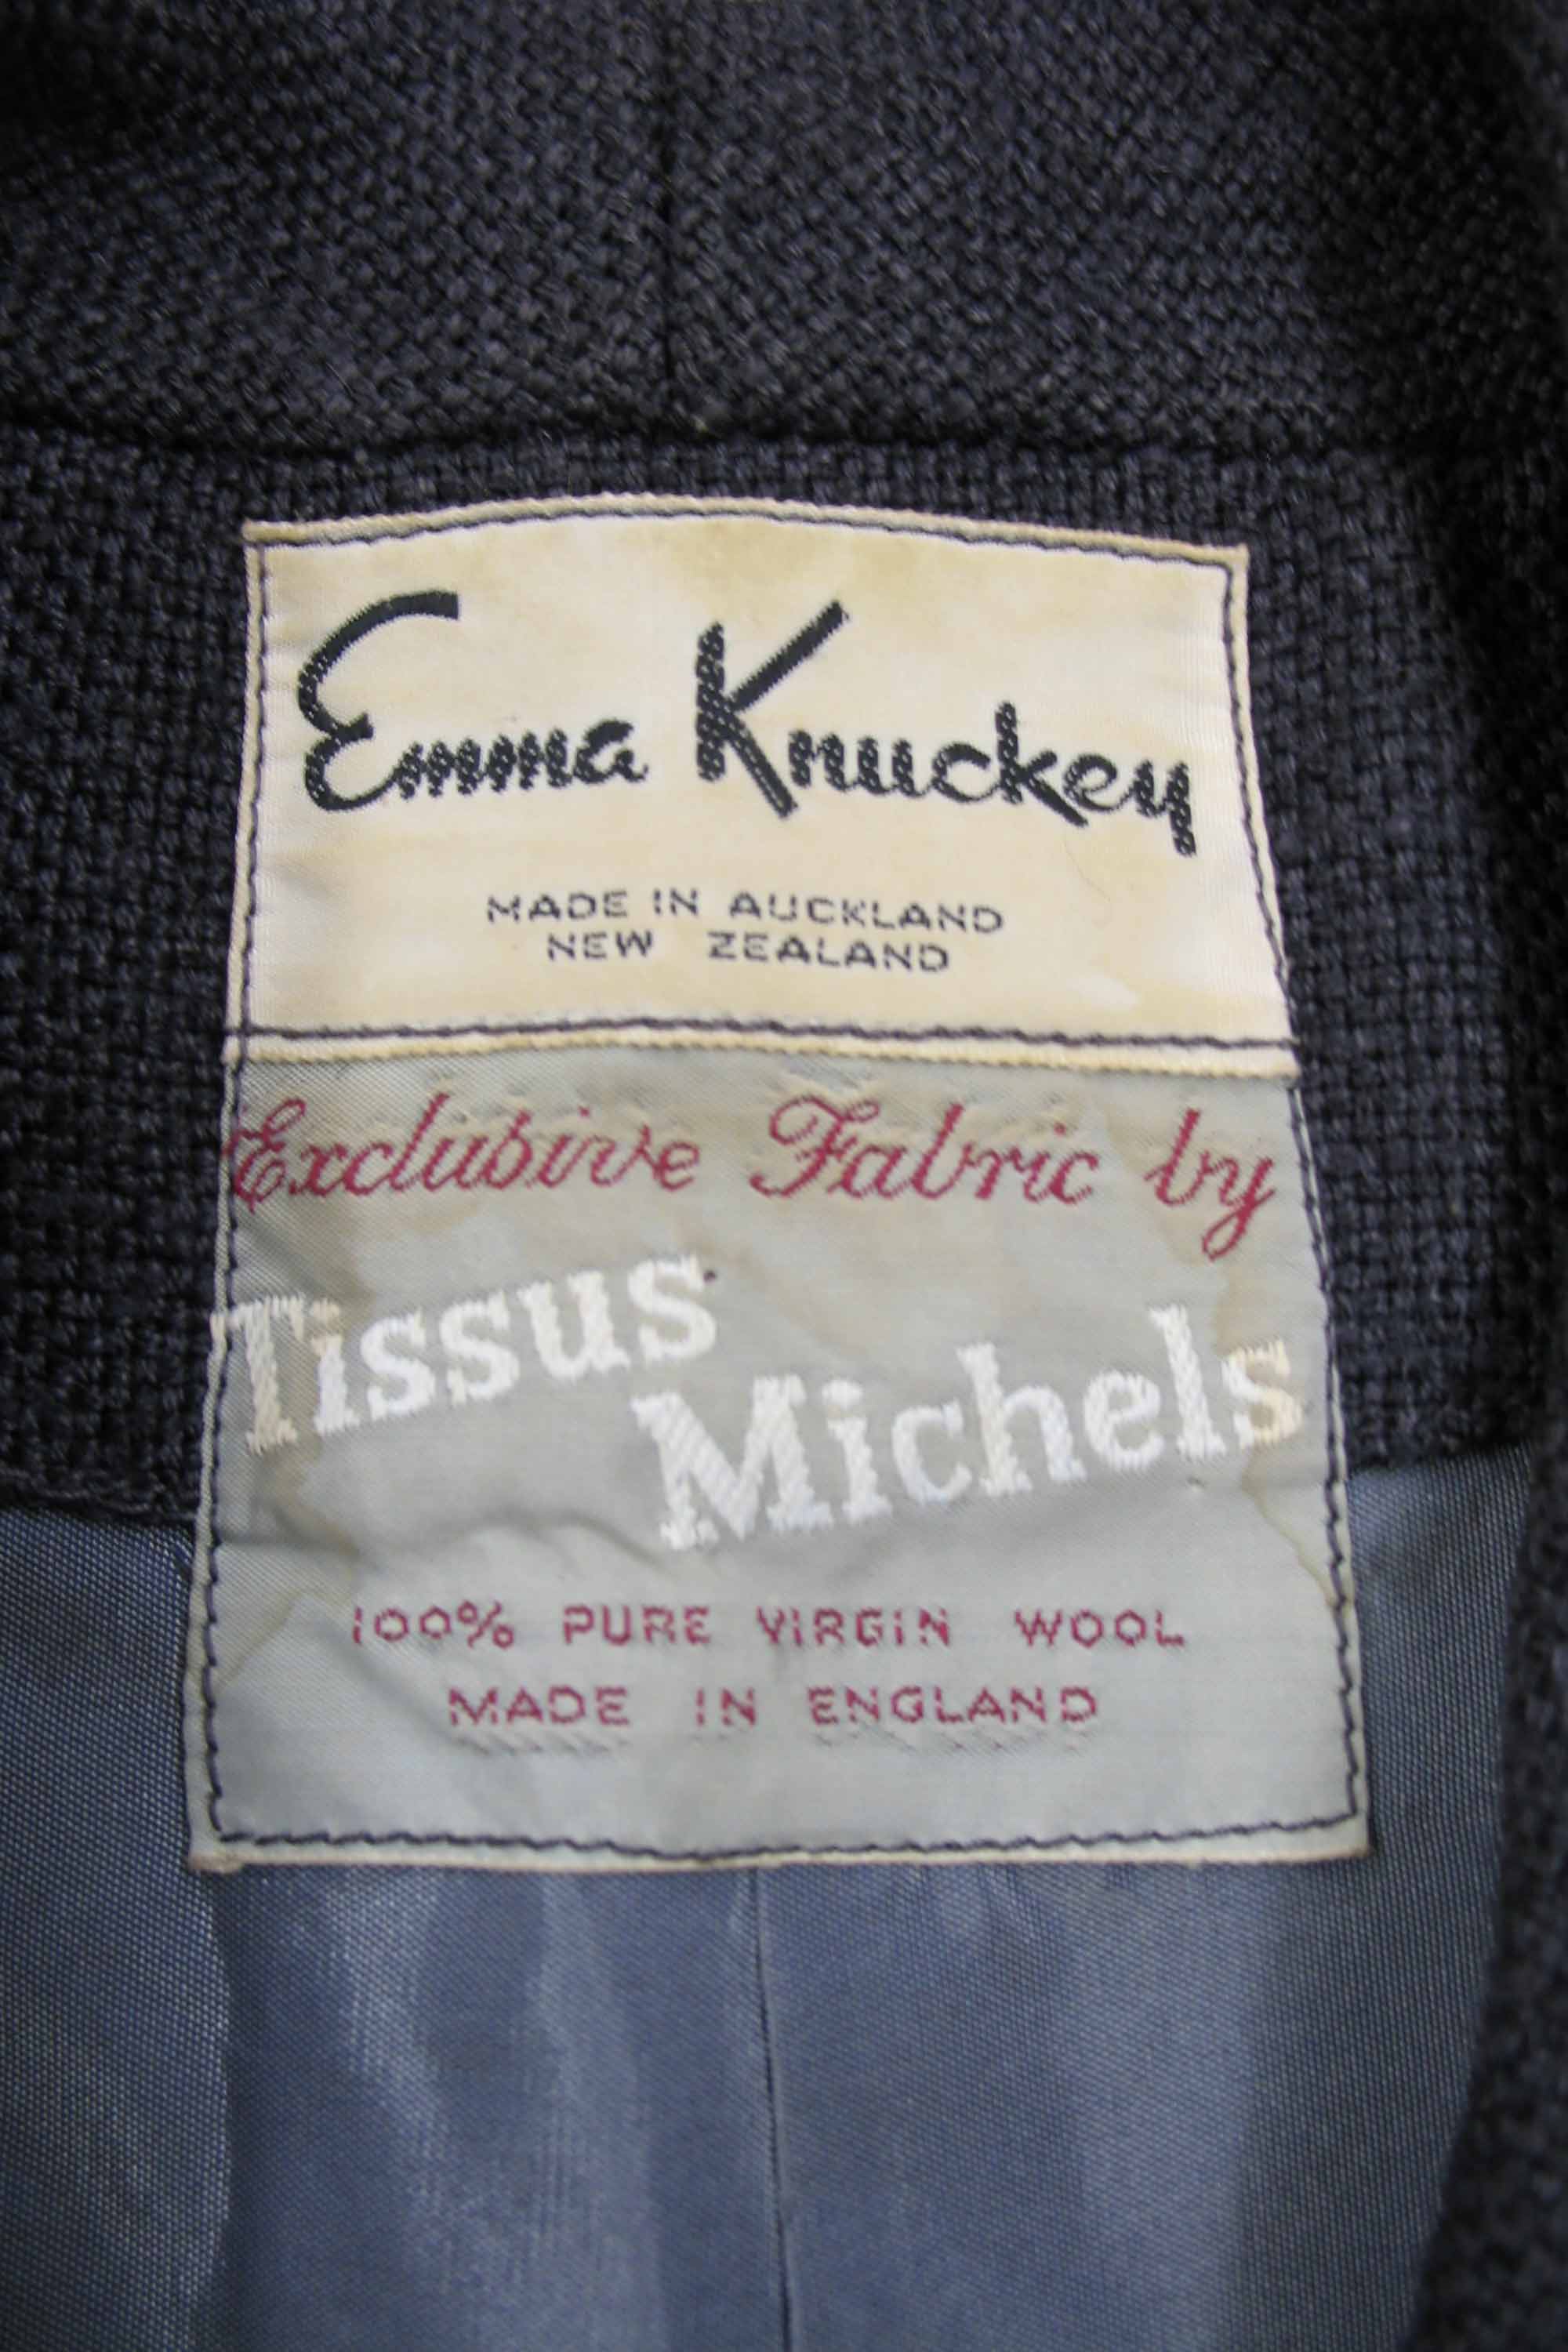 Emma Knuckey
MADE IN AUCKLAND
NEW ZEALAND
Exclusive Fabric by
Tissus
Michels
100% PURE VIRGIN WOOL
MADE IN ENGLAND